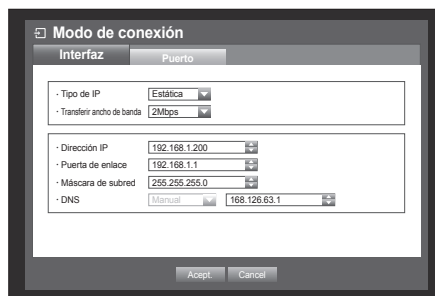 Modo de conexión
Interfaz Puerto
· Tipo de IP Estática
· Transferir ancho de banda 2Mbps
· Dirección IP 192.168.1.200
· Puerta de enlace 192.168.1.1
· Máscara de subred 255.255.255.0
· DNS Manual 168.126.63.1
Acept. Cancel